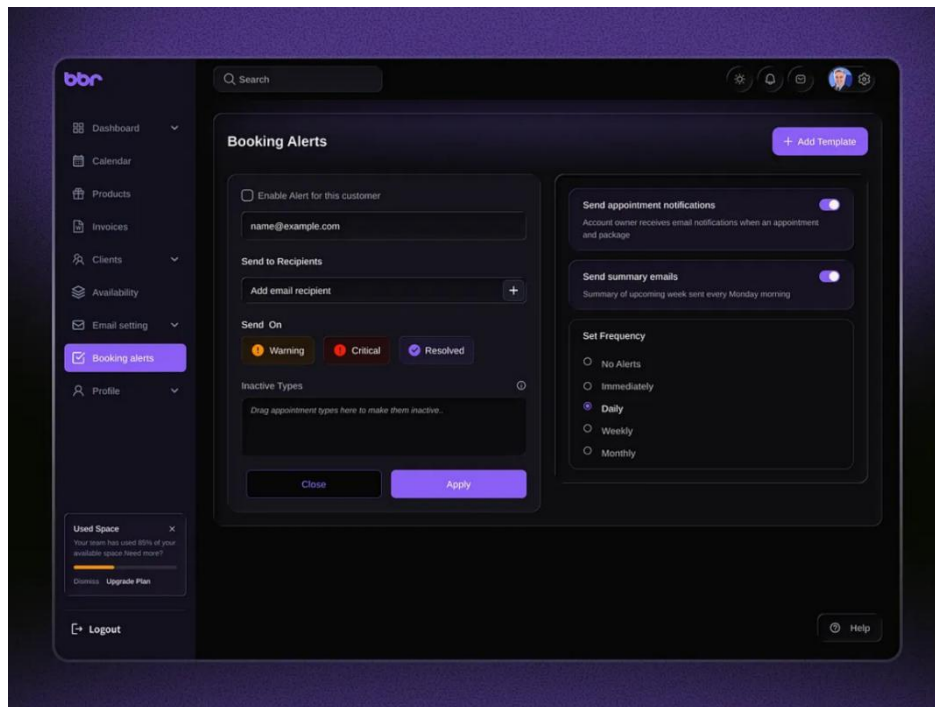 bbr
Search
Dashboard
Calendar
Products
Invoices
Clients
Availability
Email setting
Booking alerts
Profile
Used Space
Your team has used 85% of your
available space Need more?
Dismiss Upgrade Plan
Logout
Booking Alerts
+ Add Template
Enable Alert for this customer
name@example.com
Send to Recipients
Add email recipient
Send On
Warning
Critical
Resolved
Inactive Types
Drag appointment types here to make them inactive..
Close
Apply
Send appointment notifications
Account owner receives email notifications when an appointment
and package
Send summary emails
Summary of upcoming week sent every Monday morning
Set Frequency
No Alerts
Immediately
Daily
Weekly
Monthly
Help